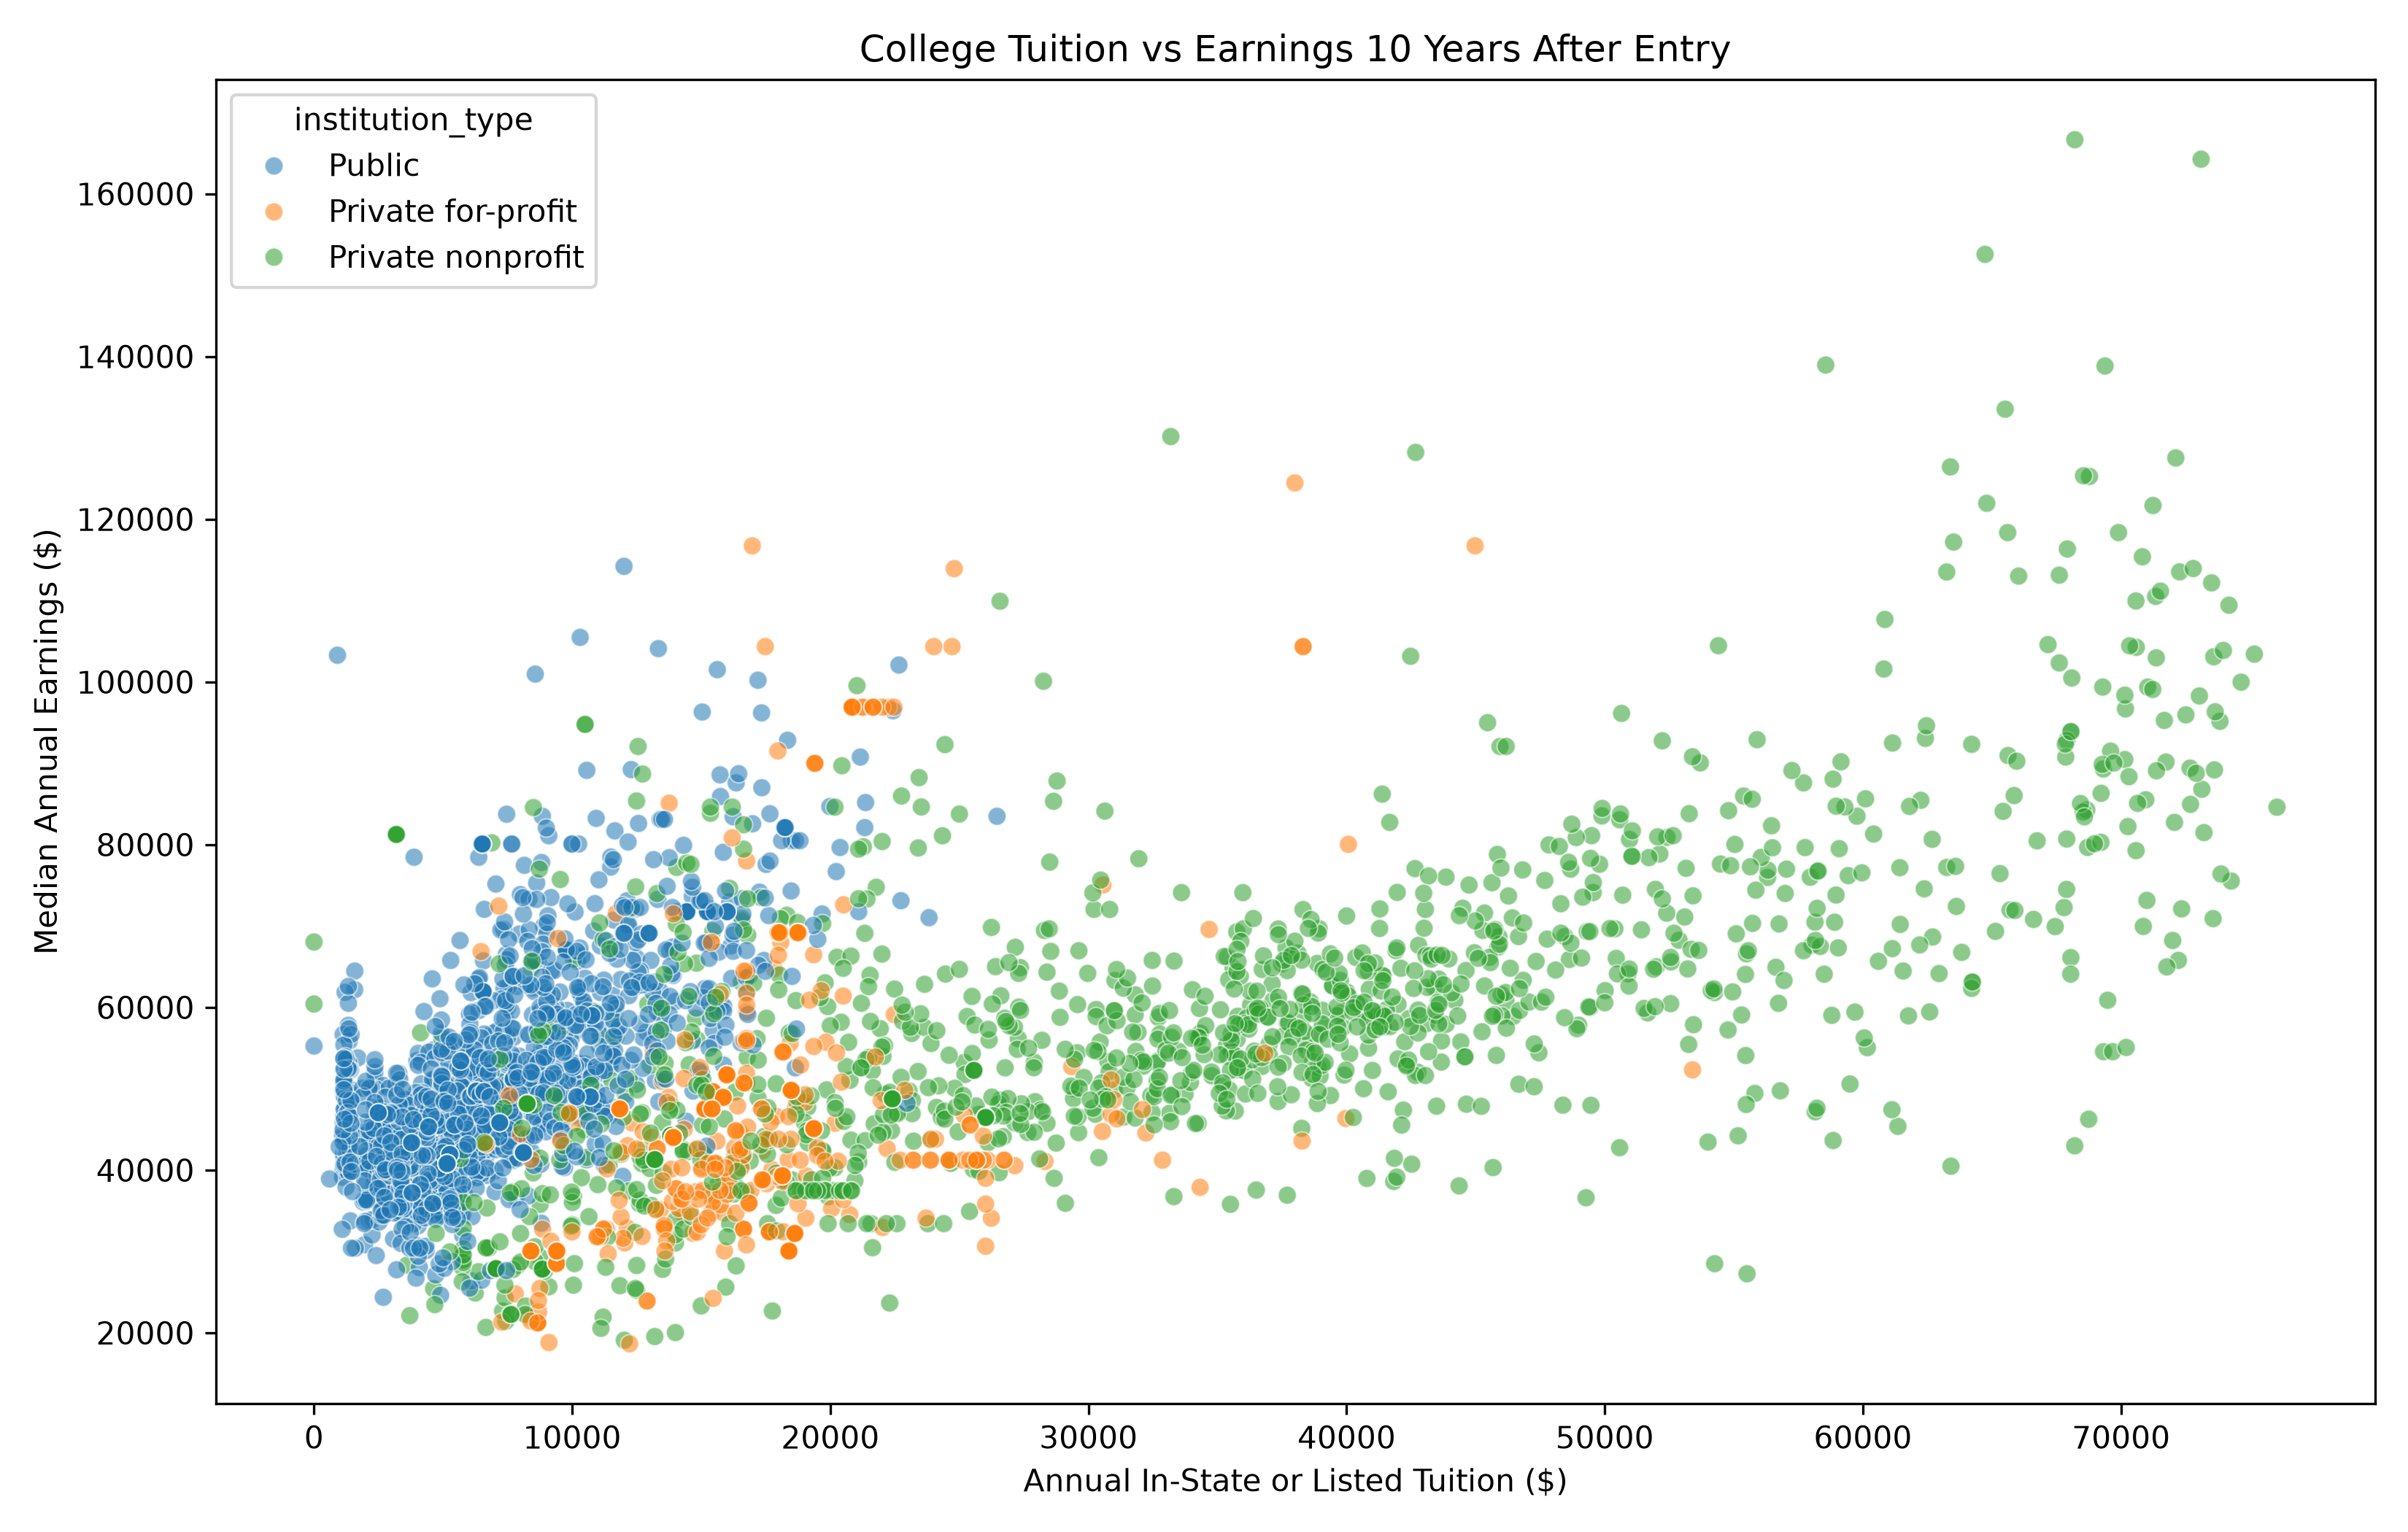 College Tuition vs Earnings 10 Years After Entry
institution_type
Public
Private for-profit
Private nonprofit
Median Annual Earnings ($)
160000
140000
120000
100000
80000
60000
40000
20000
0 10000 20000 30000 40000 50000 60000 70000
Annual In-State or Listed Tuition ($)